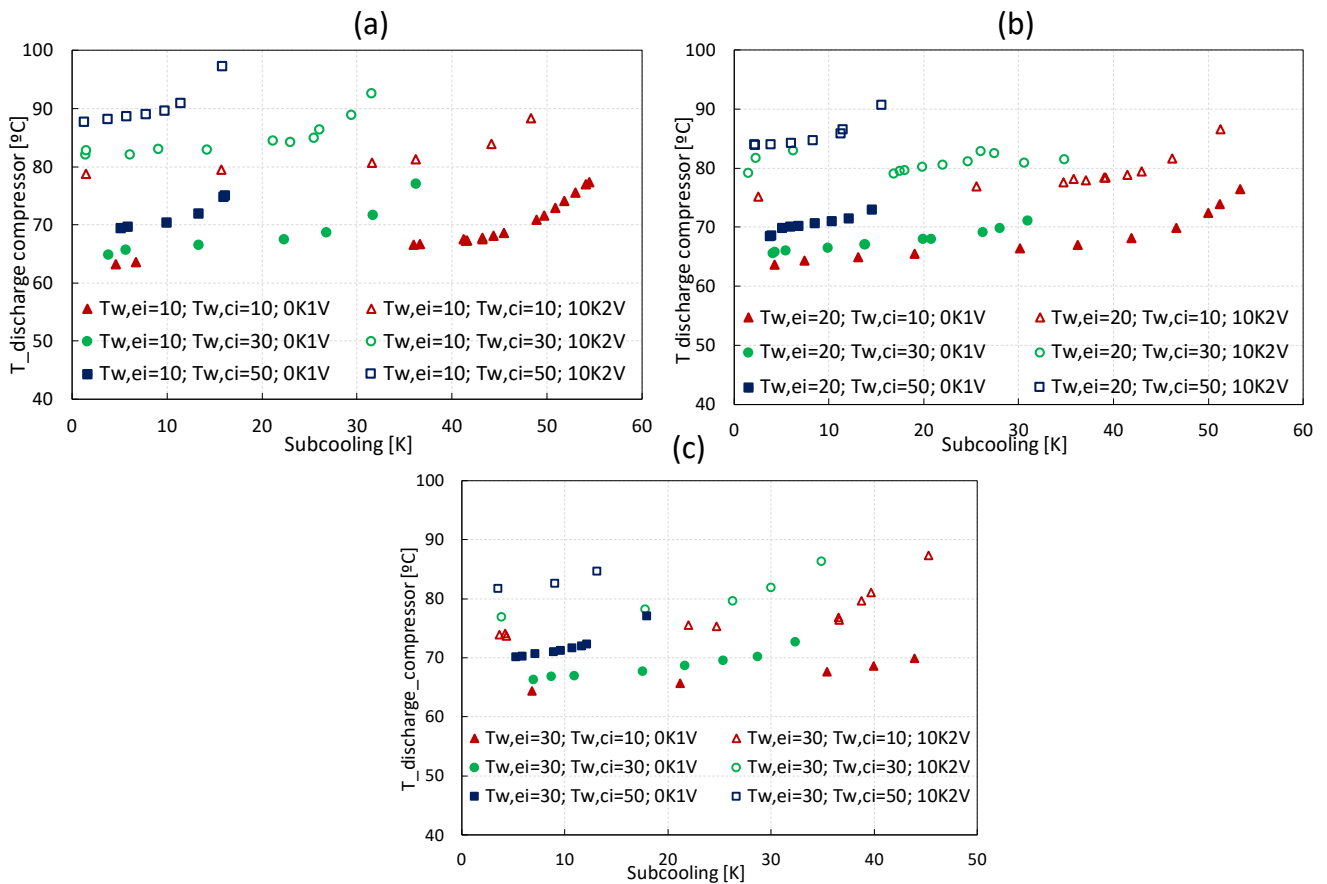 (a)
100
90
80
70
60
50
40
T_discharge compressor [ºC]
Tw,ei=10; Tw,ci=10; 0K1V
Tw,ei=10; Tw,ci=10; 10K2V
Tw,ei=10; Tw,ci=30; 0K1V
Tw,ei=10; Tw,ci=30; 10K2V
Tw,ei=10; Tw,ci=50; 0K1V
Tw,ei=10; Tw,ci=50; 10K2V
0 10 20 30 40 50 60
Subcooling [K]
(b)
100
90
80
70
60
50
40
T discharge compressor [ºC]
Tw,ei=20; Tw,ci=10; 0K1V
Tw,ei=20; Tw,ci=10; 10K2V
Tw,ei=20; Tw,ci=30; 0K1V
Tw,ei=20; Tw,ci=30; 10K2V
Tw,ei=20; Tw,ci=50; 0K1V
Tw,ei=20; Tw,ci=50; 10K2V
0 10 20 30 40 50 60
Subcooling [K]
(c)
100
90
80
70
60
50
40
T_discharge_compressor [ºC]
Tw,ei=30; Tw,ci=10; 0K1V
Tw,ei=30; Tw,ci=10; 10K2V
Tw,ei=30; Tw,ci=30; 0K1V
Tw,ei=30; Tw,ci=30; 10K2V
Tw,ei=30; Tw,ci=50; 0K1V
Tw,ei=30; Tw,ci=50; 10K2V
0 10 20 30 40 50
Subcooling [K]